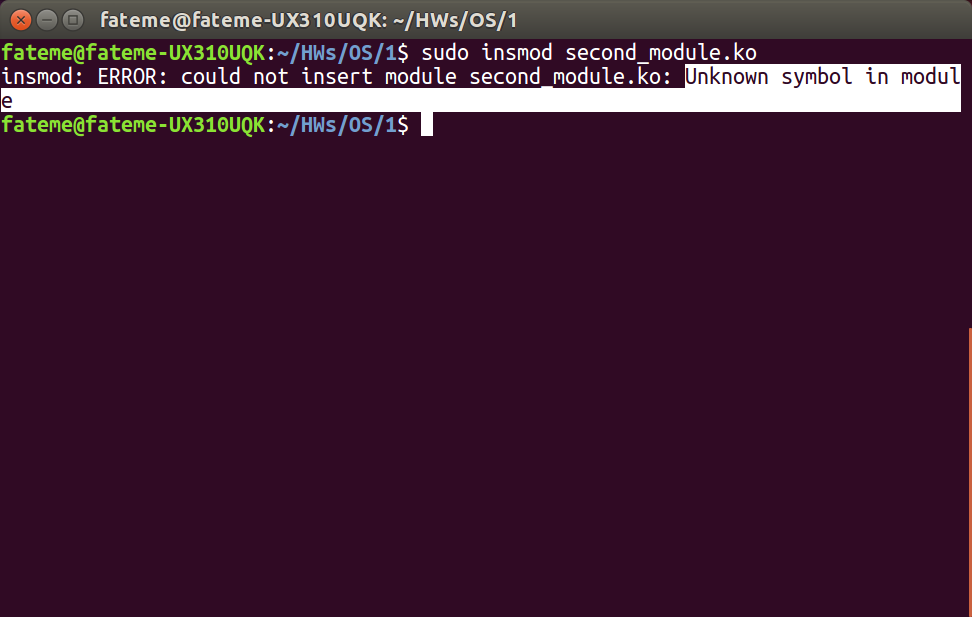 fateme@fateme-UX310UQK: ~/HWs/OS/1
fateme@fateme-UX310UQK:~/HWs/OS/1$ sudo insmod second_module.ko
insmod: ERROR: could not insert module second_module.ko: Unknown symbol in modul
e
fateme@fateme-UX310UQK:~/HWs/OS/1$